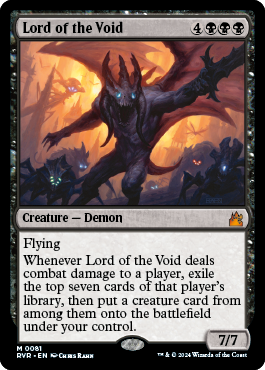 Lord of the Void 4
Creature — Demon
Flying
Whenever Lord of the Void deals
combat damage to a player, exile
the top seven cards of that player's
library, then put a creature card from
among them onto the battlefield
under your control.
7/7
M 0081
RVR • EN Chris Rahn
™ & © 2024 Wizards of the Coast